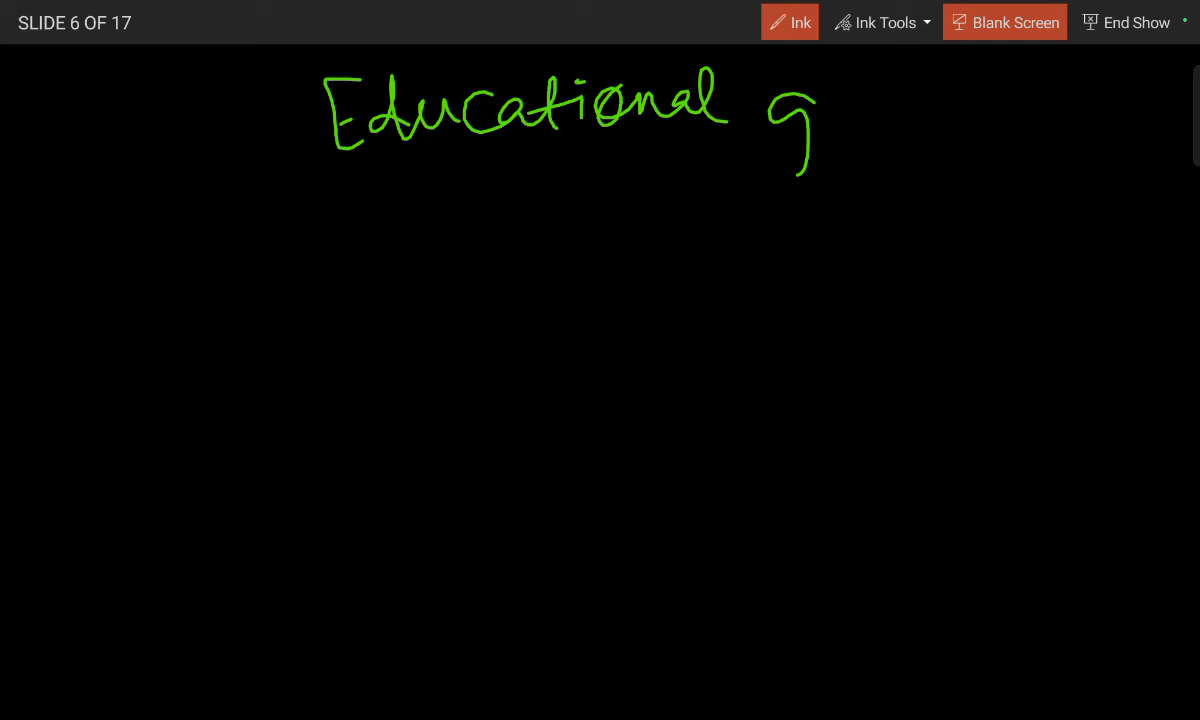 SLIDE 6 OF 17 Ink Ink Tools Blank Screen End Show
Educational g